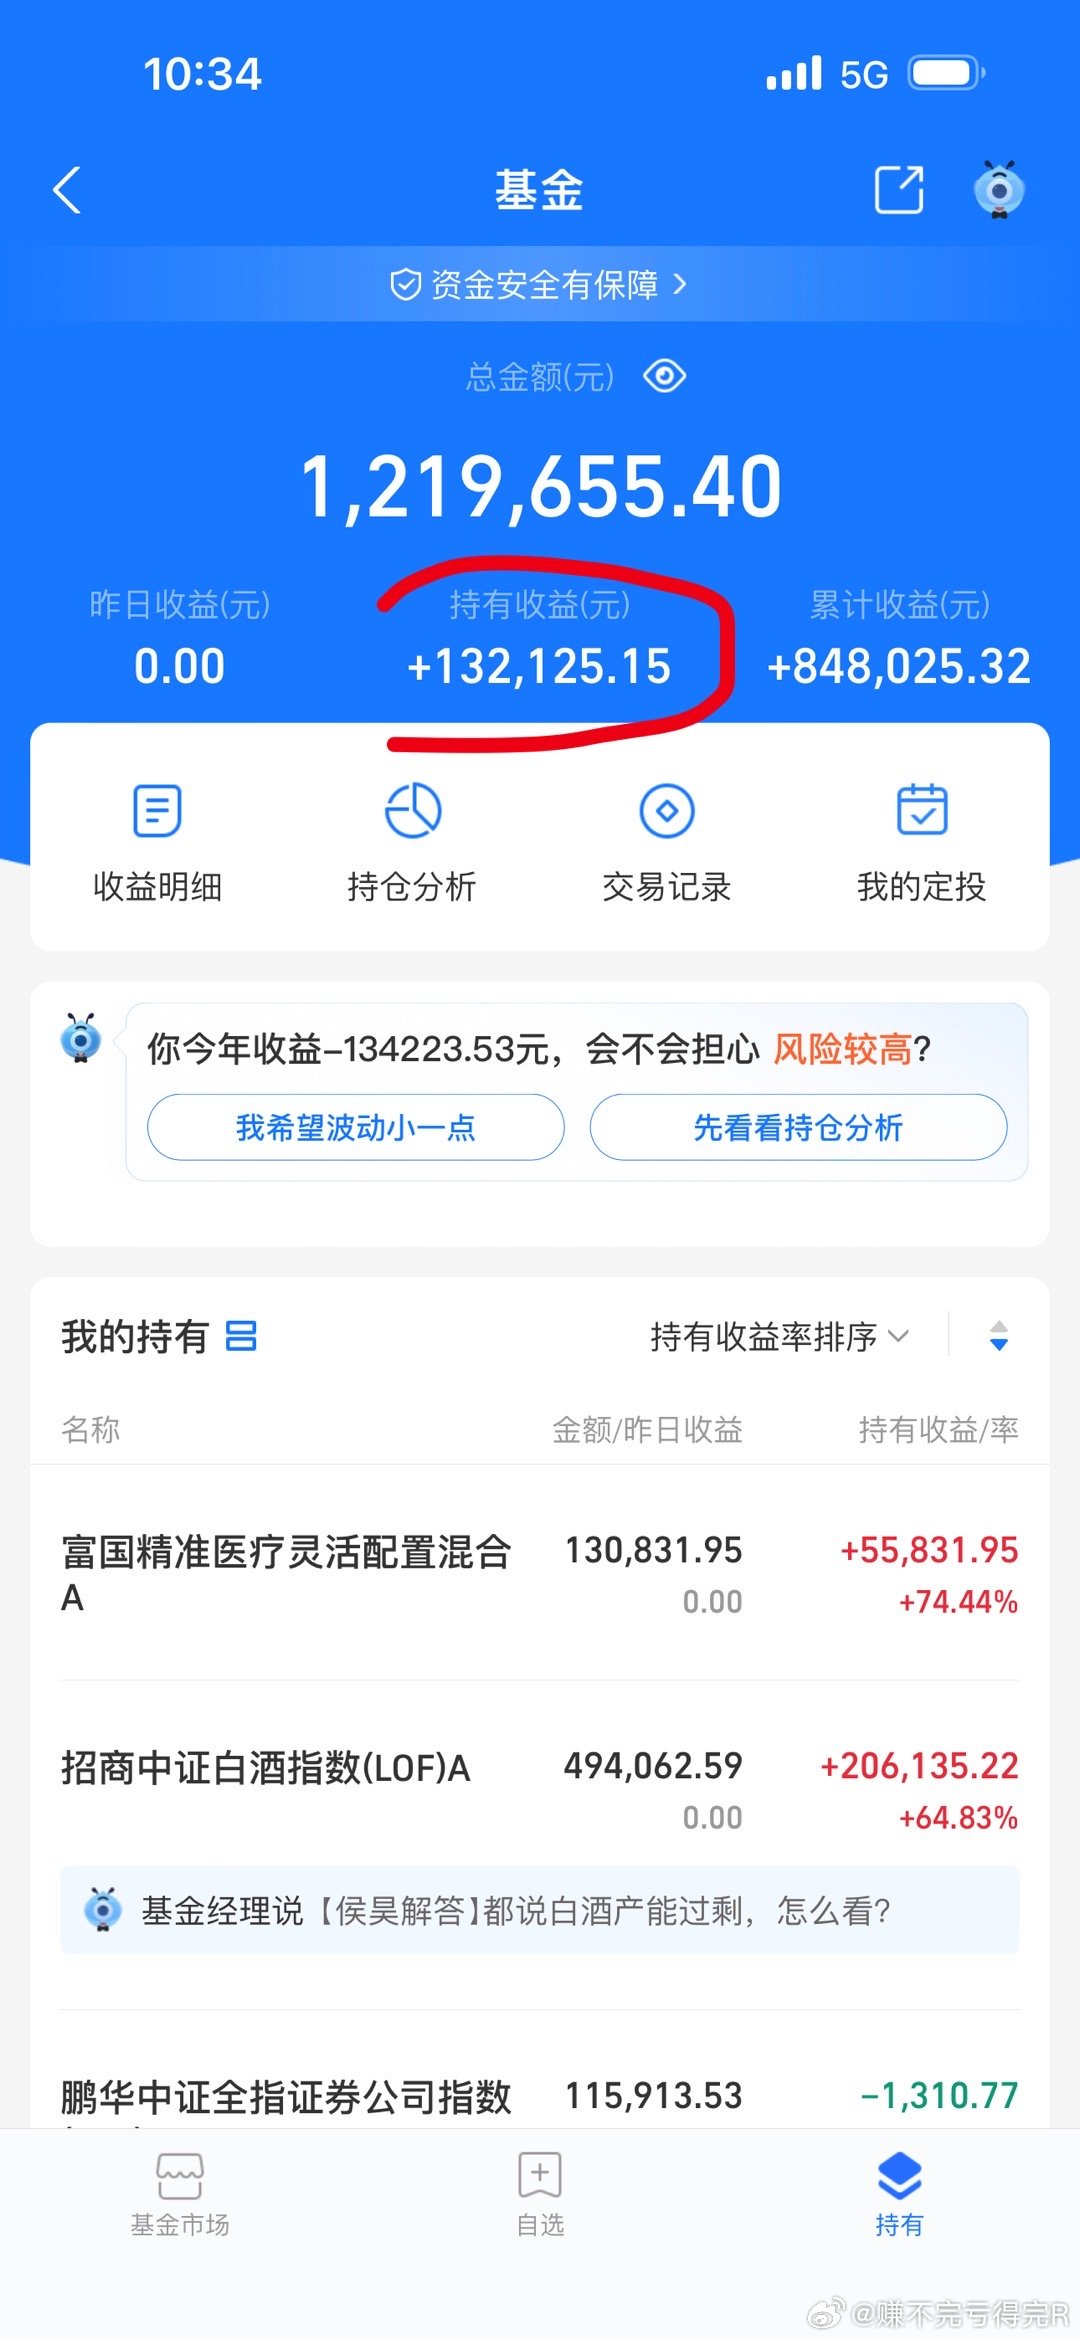 10:34
5G
基金
资金安全有保障
总金额(元)
1,219,655.40
昨日收益(元) 持有收益(元) 累计收益(元)
0.00 +132,125.15 +848,025.32
收益明细 持仓分析 交易记录 我的定投
你今年收益-134223.53元，会不会担心 风险较高?
我希望波动小一点 先看看持仓分析
我的持有 持有收益率排序
名称 金额/昨日收益 持有收益/率
富国精准医疗灵活配置混合 130,831.95 +55,831.95
A 0.00 +74.44%
招商中证白酒指数(LOF)A 494,062.59 +206,135.22
0.00 +64.83%
基金经理说【侯昊解答】都说白酒产能过剩，怎么看?
鹏华中证全指证券公司指数 115,913.53 -1,310.77
基金市场 自选 持有
@赚不完亏得完R